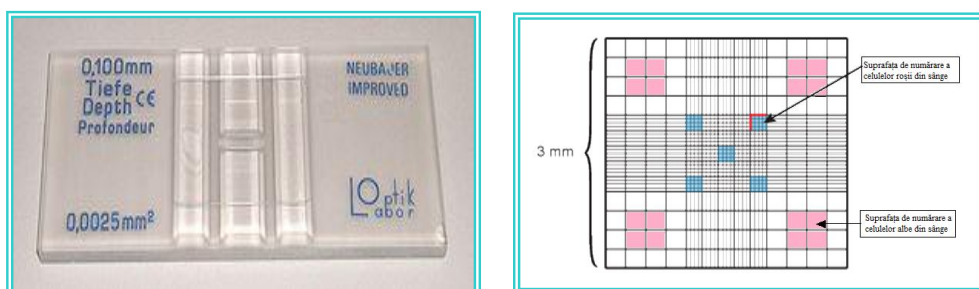 0,100mm
Tiefe
Depth CE
Profondeur
0,0025mm²
NEUBAUER
IMPROVED
Optik
Labor
3 mm
Suprafața de numărare a
celulelor roșii din sânge
Suprafața de numărare a
celulelor albe din sânge